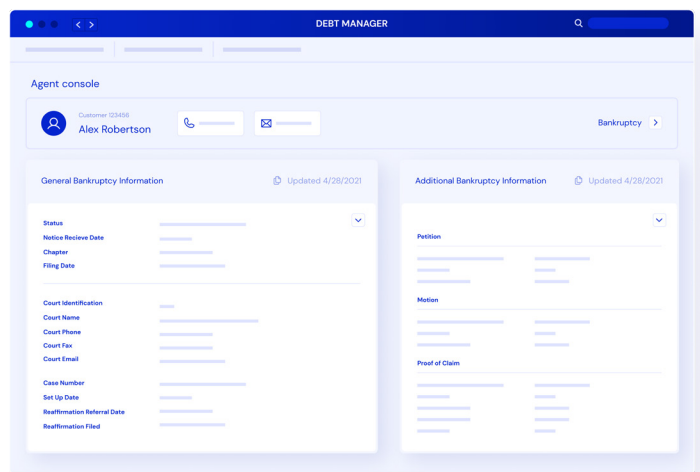 DEBT MANAGER
Agent console
Customer 123456
Alex Robertson
Bankruptcy
General Bankruptcy Information
Updated 4/28/2021
Additional Bankruptcy Information
Updated 4/28/2021
Status
Notice Recieve Date
Chapter
Filing Date
Court Identification
Court Name
Court Phone
Court Fax
Court Email
Case Number
Set Up Date
Reaffirmation Referral Date
Reaffirmation Filed
Petition
Motion
Proof of Claim